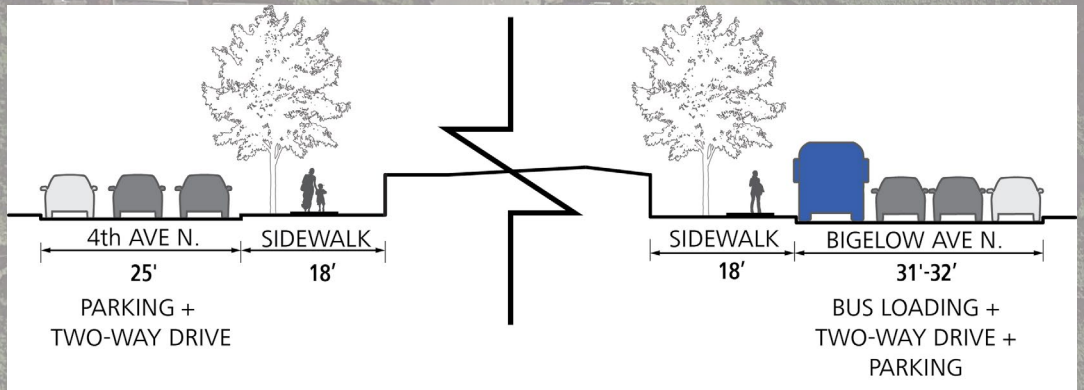 4th AVE N.
25'
PARKING +
TWO-WAY DRIVE
SIDEWALK
18'
SIDEWALK
18'
BIGELOW AVE N.
31'-32'
BUS LOADING +
TWO-WAY DRIVE +
PARKING